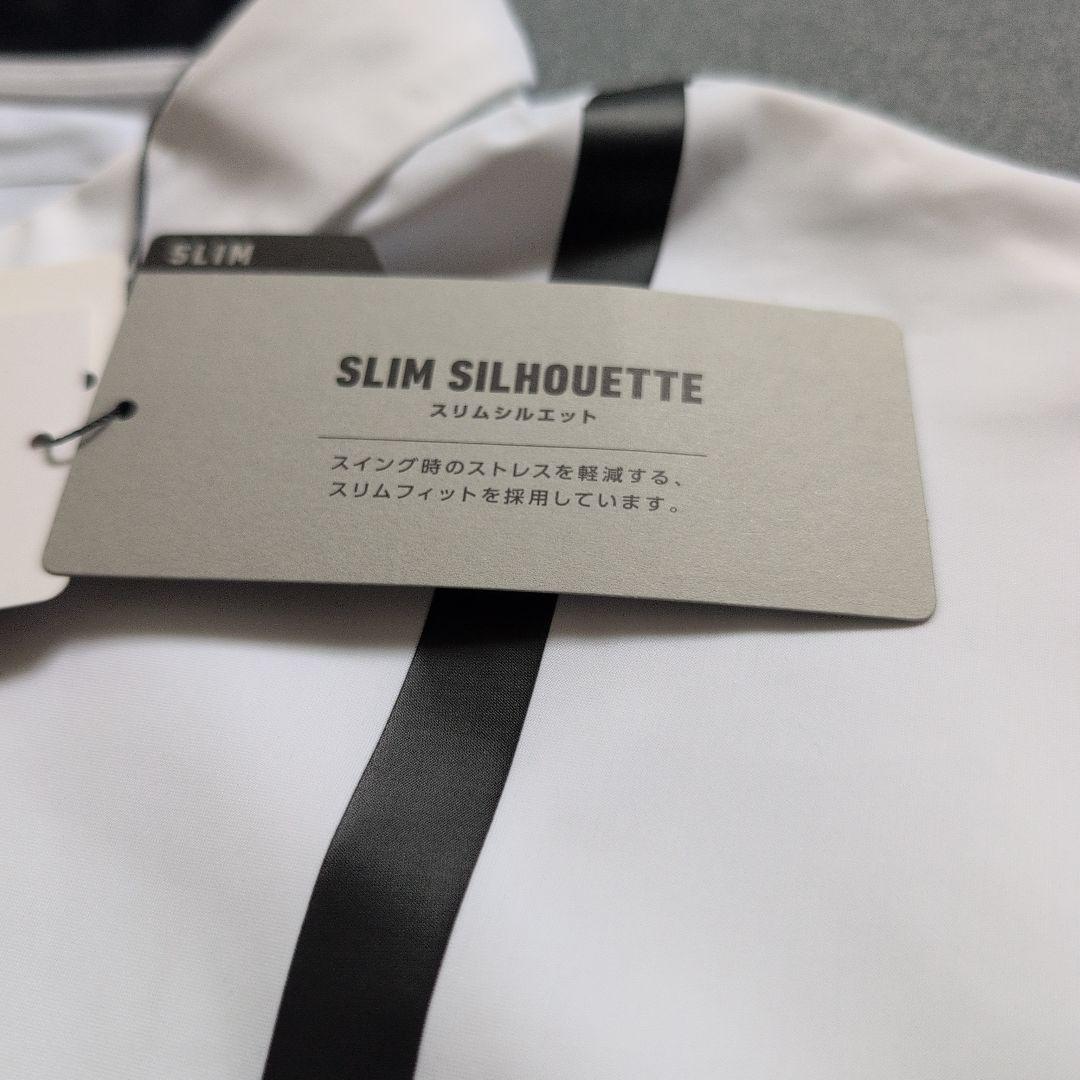 SLIM
SLIM SILHOUETTE
スリムシルエット
スイング時のストレスを軽減する、
スリムフィットを採用しています。